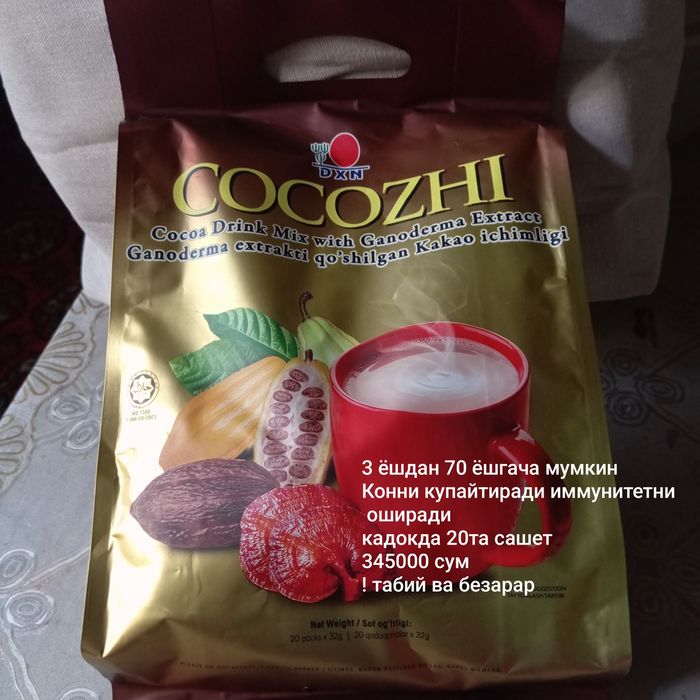 DXN
COCOZHI
Cocoa Drink Mix with Ganoderma Extract
Ganoderma extrakti qo'shilgan Kakao ichimligi
3 ёшдан 70 ёшгача мумкин
Конни купайтиради иммунитетни
оширади
кадокда 20та сашет
345000 сум
! табий ва безарар
Net Weight / Sof og'irligi:
20 packs x 32g | 20 qadoqchalar x 32g